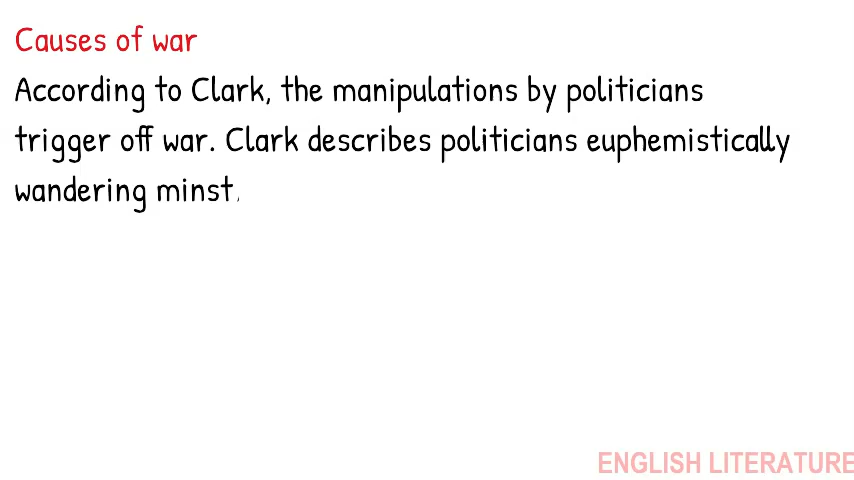 Causes of war
According to Clark, the manipulations by politicians
trigger off war. Clark describes politicians euphemistically
wandering minst
ENGLISH LITERATURE